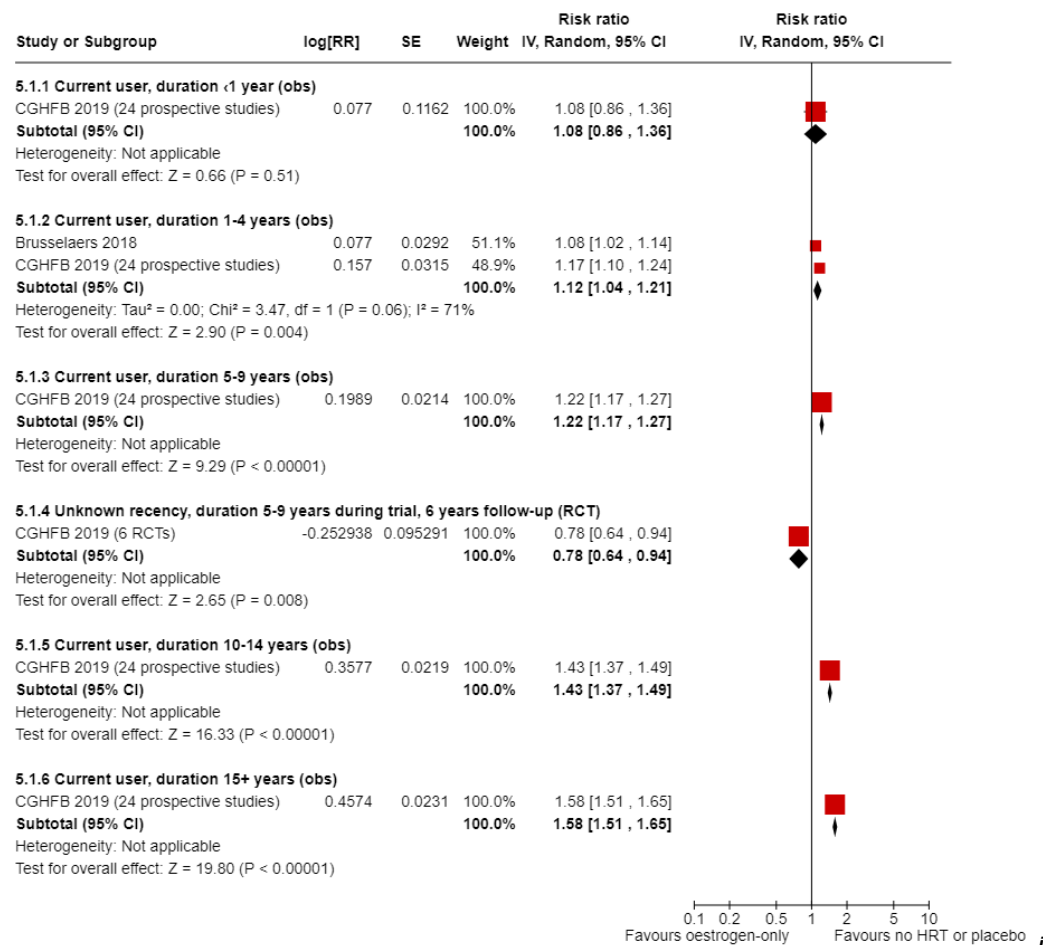 Risk ratio Risk ratio
Study or Subgroup log[RR] SE Weight IV, Random, 95% CI IV, Random, 95% CI
5.1.1 Current user, duration <1 year (obs)
CGHFB 2019 (24 prospective studies) 0.077 0.1162 100.0% 1.08 [0.86 , 1.36]
Subtotal (95% CI) 100.0% 1.08 [0.86 , 1.36]
Heterogeneity: Not applicable
Test for overall effect: Z = 0.66 (P = 0.51)
5.1.2 Current user, duration 1-4 years (obs)
Brusselaers 2018 0.077 0.0292 51.1% 1.08 [1.02 , 1.14]
CGHFB 2019 (24 prospective studies) 0.157 0.0315 48.9% 1.17 [1.10 , 1.24]
Subtotal (95% CI) 100.0% 1.12 [1.04 , 1.21]
Heterogeneity: Tau² = 0.00; Chi² = 3.47, df = 1 (P = 0.06); I² = 71%
Test for overall effect: Z = 2.90 (P = 0.004)
5.1.3 Current user, duration 5-9 years (obs)
CGHFB 2019 (24 prospective studies) 0.1989 0.0214 100.0% 1.22 [1.17 , 1.27]
Subtotal (95% CI) 100.0% 1.22 [1.17 , 1.27]
Heterogeneity: Not applicable
Test for overall effect: Z = 9.29 (P < 0.00001)
5.1.4 Unknown recency, duration 5-9 years during trial, 6 years follow-up (RCT)
CGHFB 2019 (6 RCTs) -0.252938 0.095291 100.0% 0.78 [0.64 , 0.94]
Subtotal (95% CI) 100.0% 0.78 [0.64 , 0.94]
Heterogeneity: Not applicable
Test for overall effect: Z = 2.65 (P = 0.008)
5.1.5 Current user, duration 10-14 years (obs)
CGHFB 2019 (24 prospective studies) 0.3577 0.0219 100.0% 1.43 [1.37 , 1.49]
Subtotal (95% CI) 100.0% 1.43 [1.37 , 1.49]
Heterogeneity: Not applicable
Test for overall effect: Z = 16.33 (P < 0.00001)
5.1.6 Current user, duration 15+ years (obs)
CGHFB 2019 (24 prospective studies) 0.4574 0.0231 100.0% 1.58 [1.51 , 1.65]
Subtotal (95% CI) 100.0% 1.58 [1.51 , 1.65]
Heterogeneity: Not applicable
Test for overall effect: Z = 19.80 (P < 0.00001)
0.1 0.2 0.5 1 2 5 10
Favours oestrogen-only Favours no HRT or placebo